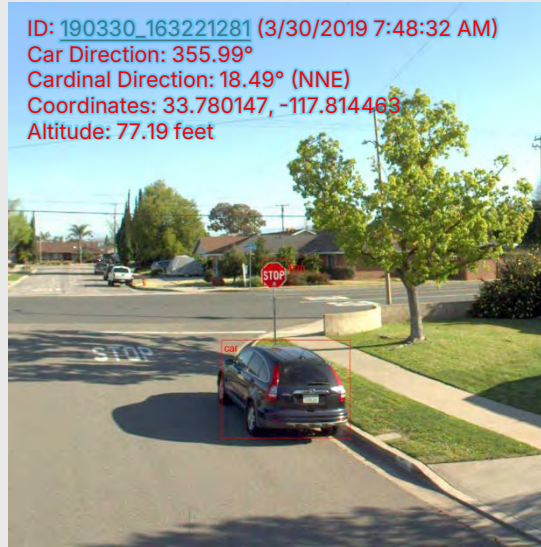 ID: 190330_163221281 (3/30/2019 7:48:32 AM)
Car Direction: 355.99°
Cardinal Direction: 18.49° (NNE)
Coordinates: 33.780147, -117.814463
Altitude: 77.19 feet
STOP
car
STOP